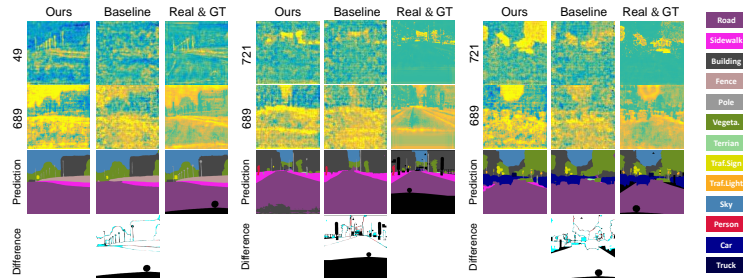 Ours Baseline Real & GT Ours Baseline Real & GT Ours Baseline Real & GT
49 721 721
689 689 689
Prediction Prediction Prediction
Difference Difference Difference
Road
Sidewalk
Building
Fence
Pole
Vegeta.
Terrian
Traf.Sign
Traf.Light
Sky
Person
Car
Truck